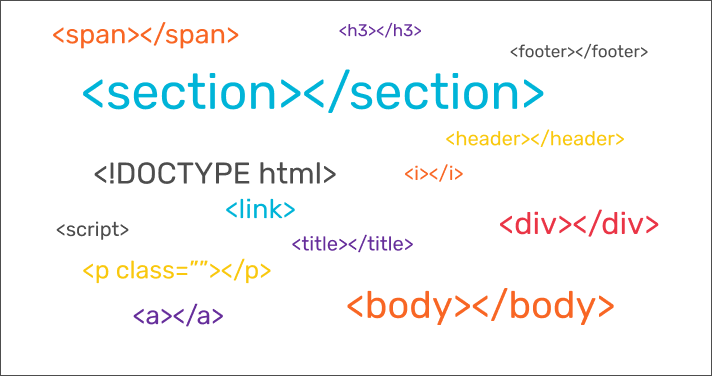 <span></span>
<h3></h3>
<footer></footer>
<section></section>
<header></header>
<!DOCTYPE html>
<i></i>
<link>
<div></div>
<script>
<title></title>
<p class=””></p>
<a></a>
<body></body>